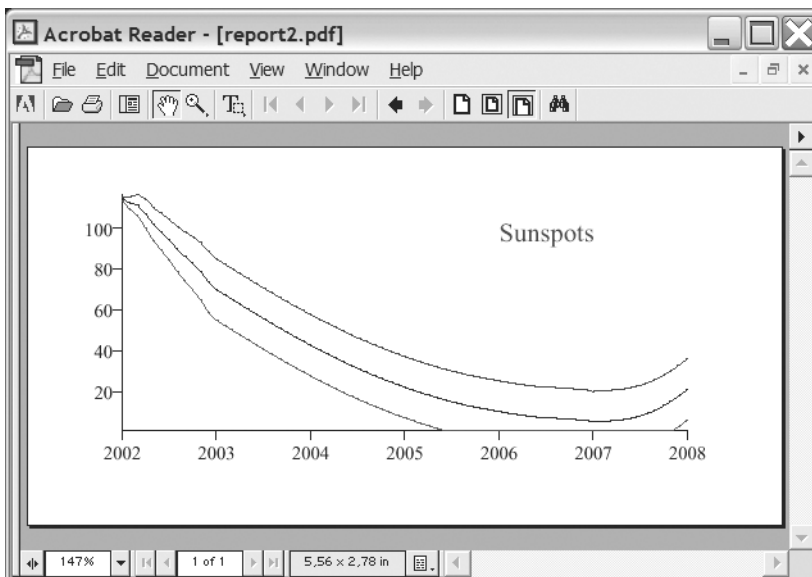 Acrobat Reader - [report2.pdf]
File Edit Document View Window Help
Sunspots
100
80
60
40
20
2002 2003 2004 2005 2006 2007 2008
147% 1 of 1 5,56 x 2,78 in